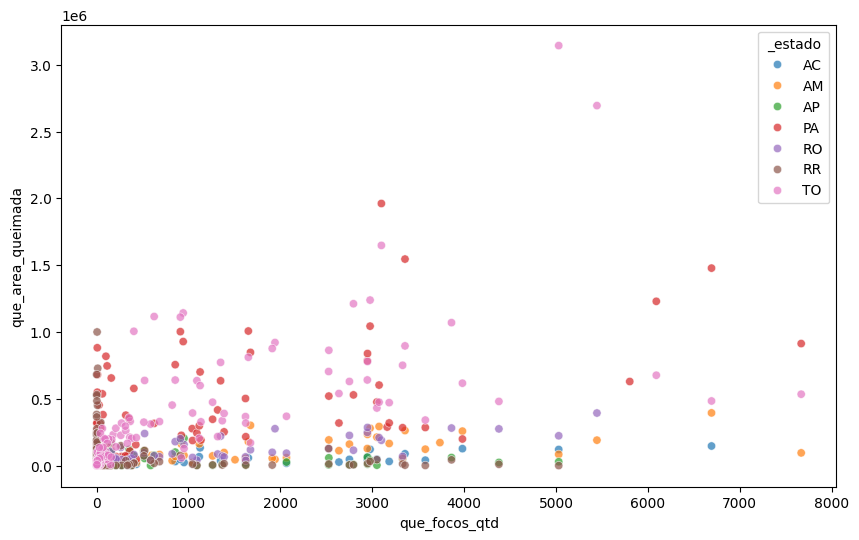 1e6
3.0
2.5
2.0
1.5
1.0
0.5
0.0
que_area_queimada
0 1000 2000 3000 4000 5000 6000 7000 8000
que_focos_qtd
_estado
AC
AM
AP
PA
RO
RR
TO